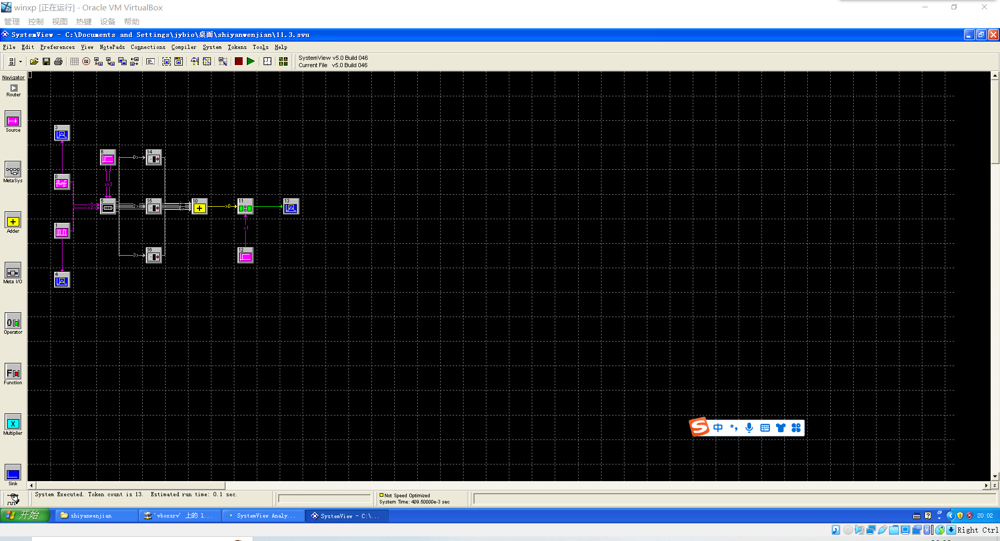 winxp [正在运行] - Oracle VM VirtualBox
管理 控制 视图 热键 设备 帮助
SystemView - C:\Documents and Settings\jybio\桌面\shiyanwenjian\11.3.svu
File Edit Preferences View NotePads Connections Compiler System Tokens Tools Help
SystemView v5.0 Build 046
Current File v5.0 Build 046
Navigator
Router
Source
MetaSys
Adder
Meta I/O
Operator
Function
Multiplier
Sink
3
6
14
0
5
15
10
11
13
1
16
12
4
System Executed. Token count is 13. Estimated run time: 0.1 sec.
Not Speed Optimized
System Time: 409.50000e-3 sec
中
开始
shiyanwenjian
'vboxsrv' 上的 l...
SystemView Analy...
SystemView - C:\...
20:02
Right Ctrl